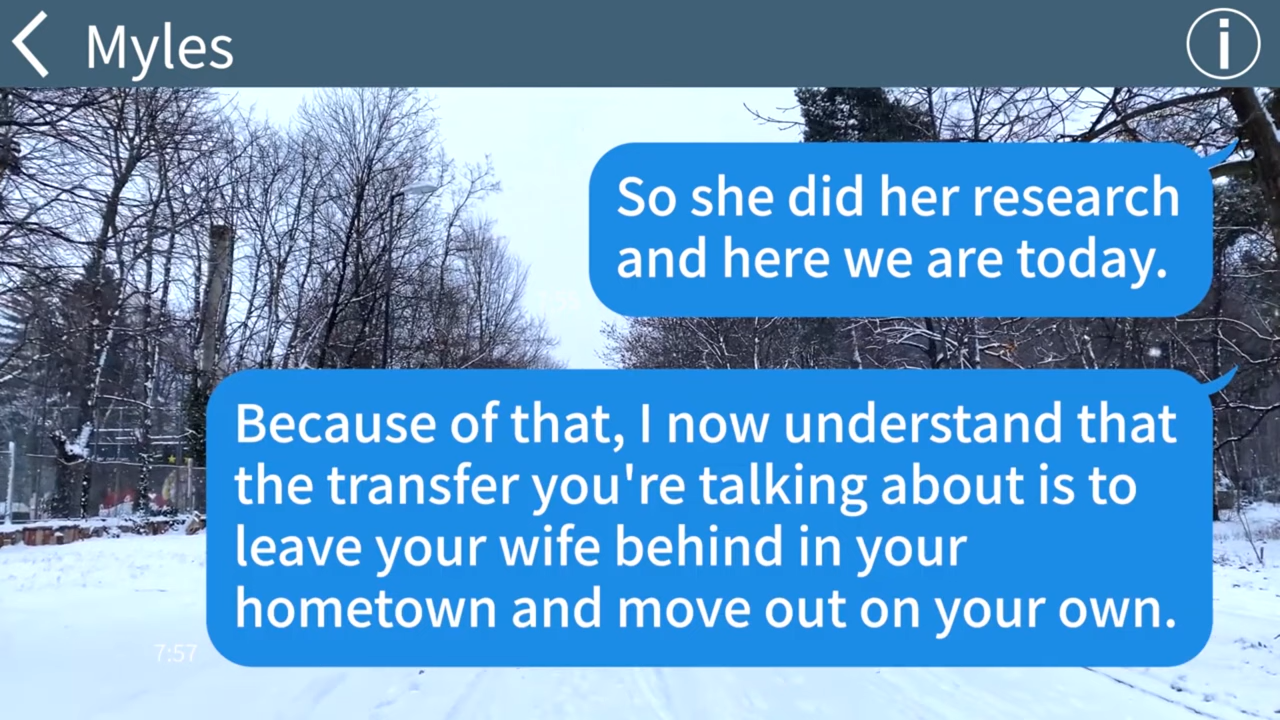 Myles
So she did her research
and here we are today.
Because of that, I now understand that
the transfer you're talking about is to
leave your wife behind in your
hometown and move out on your own.
7:57